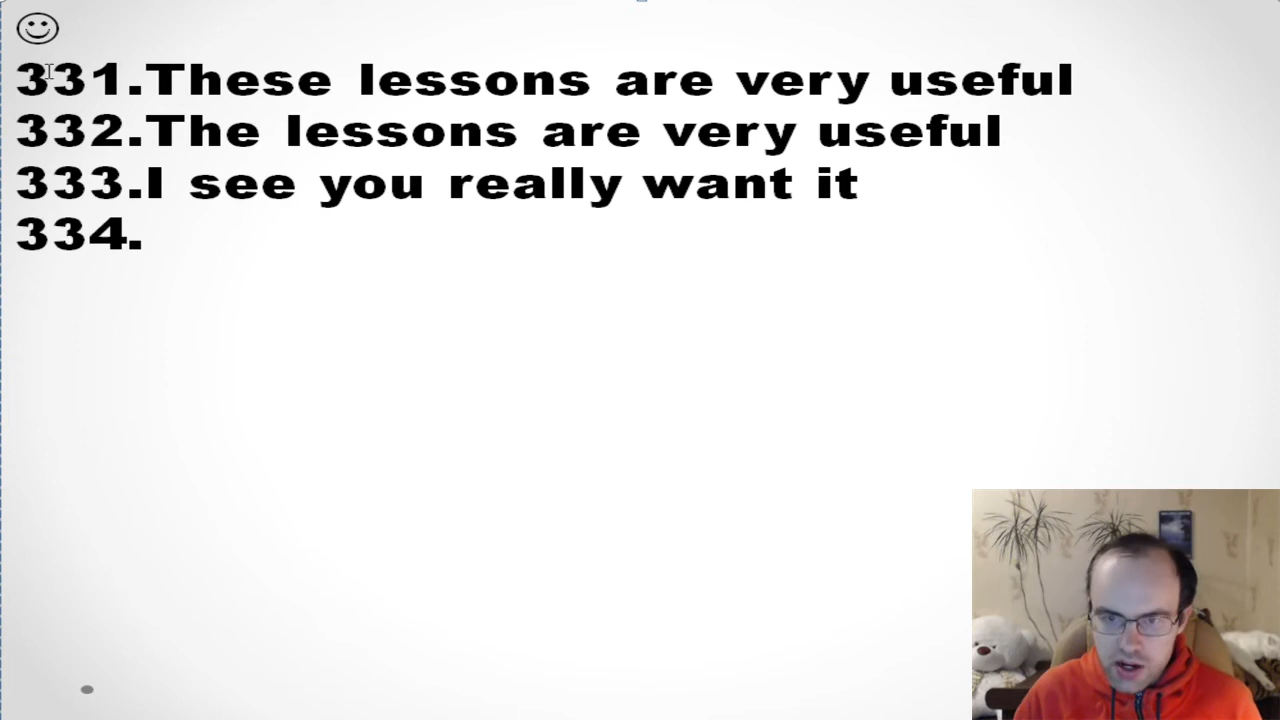 331.These lessons are very useful
332.The lessons are very useful
333.I see you really want it
334.